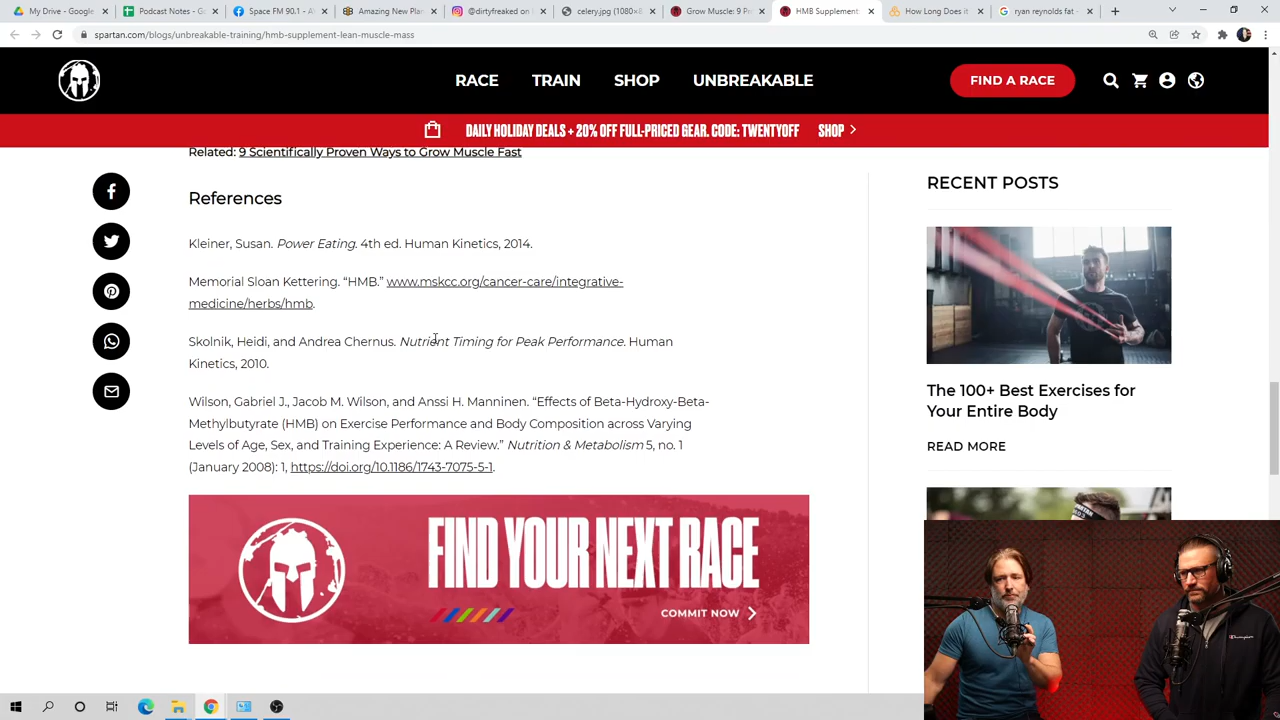 My Drive - Google
Podcast Notes - G
Space FM 90.1 - A
Amazing New Plan
@dirtyfreaked on
celery.jpg (1080×
Grow Muscle: 9 Pr
HMB Supplement
How Long Does it
ryan reynolds fat -
spartan.com/blogs/unbreakable-training/hmb-supplement-lean-muscle-mass
RACE TRAIN SHOP UNBREAKABLE FIND A RACE
DAILY HOLIDAY DEALS + 20% OFF FULL-PRICED GEAR. CODE: TWENTYOFF SHOP
Related: 9 Scientifically Proven Ways to Grow Muscle Fast
References
Kleiner, Susan. Power Eating. 4th ed. Human Kinetics, 2014.
Memorial Sloan Kettering. “HMB.” www.mskcc.org/cancer-care/integrative-
medicine/herbs/hmb.
Skolnik, Heidi, and Andrea Chernus. Nutrient Timing for Peak Performance. Human
Kinetics, 2010.
Wilson, Gabriel J., Jacob M. Wilson, and Anssi H. Manninen. “Effects of Beta-Hydroxy-Beta-
Methylbutyrate (HMB) on Exercise Performance and Body Composition across Varying
Levels of Age, Sex, and Training Experience: A Review.” Nutrition & Metabolism 5, no. 1
(January 2008): 1, https://doi.org/10.1186/1743-7075-5-1.
FIND YOUR NEXT RACE
COMMIT NOW
RECENT POSTS
The 100+ Best Exercises for
Your Entire Body
READ MORE
Champion